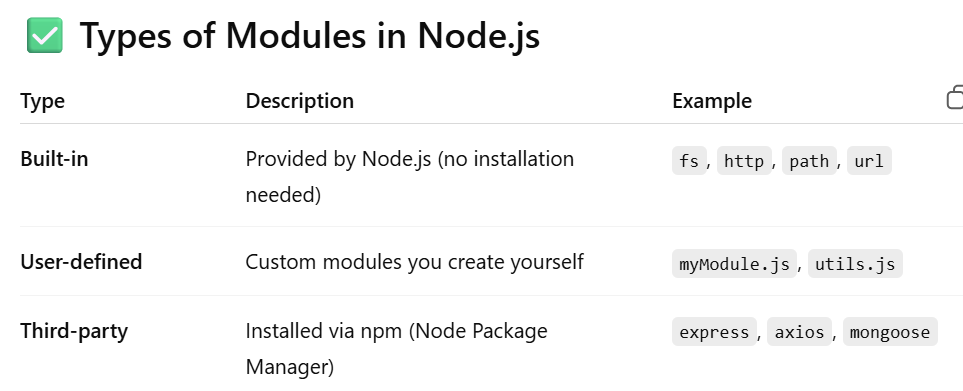 ✅ Types of Modules in Node.js
Type Description Example
Built-in Provided by Node.js (no installation needed) fs, http, path, url
User-defined Custom modules you create yourself myModule.js, utils.js
Third-party Installed via npm (Node Package Manager) express, axios, mongoose